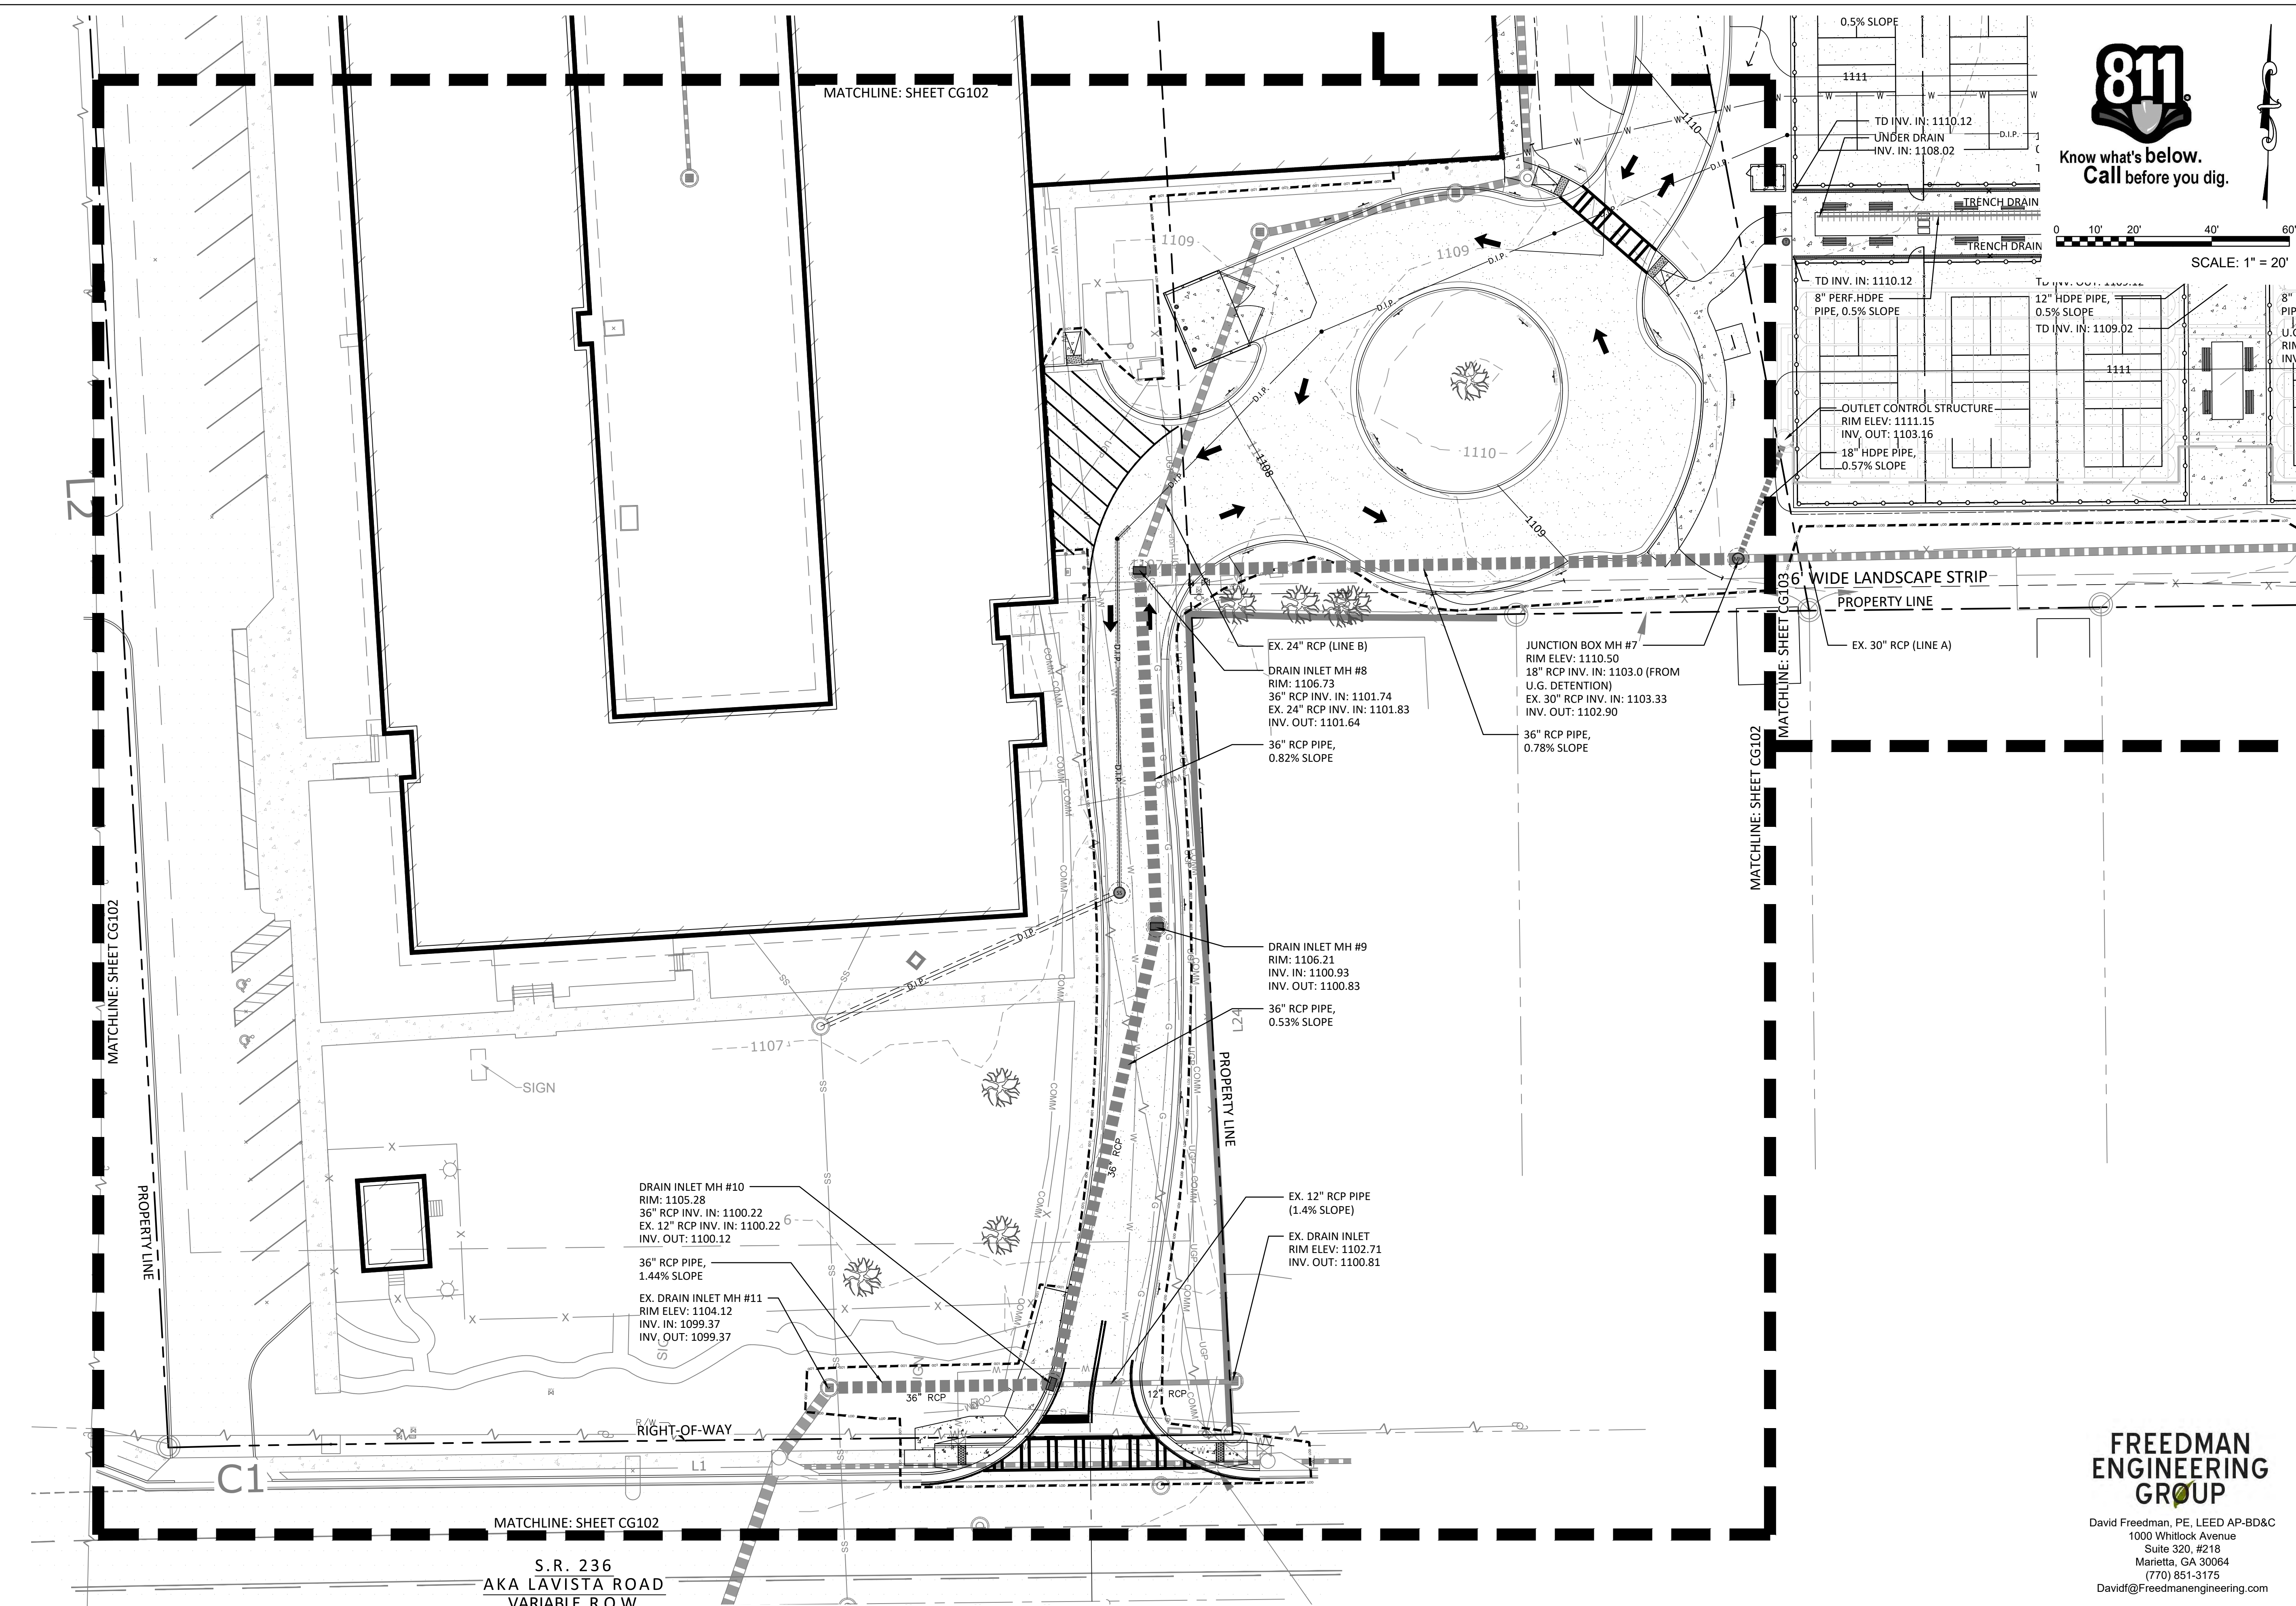 MATCHLINE: SHEET CG102
0.5% SLOPE
1111
TD INV. IN: 1110.12
UNDER DRAIN
INV. IN: 1108.02
D.I.P.
TRENCH DRAIN
TRENCH DRAIN
811
Know what's below.
Call before you dig.
0 10' 20' 40' 60'
SCALE: 1" = 20'
TD INV. IN: 1110.12
8" PERF.HDPE
PIPE, 0.5% SLOPE
12" HDPE PIPE,
0.5% SLOPE
TD INV. IN: 1109.02
1111
OUTLET CONTROL STRUCTURE
RIM ELEV: 1111.15
INV. OUT: 1103.16
18" HDPE PIPE,
0.57% SLOPE
1110
1109
1109
1110
1108
1109
L2
6' WIDE LANDSCAPE STRIP
PROPERTY LINE
MATCHLINE: SHEET CG103
MATCHLINE: SHEET CG102
EX. 30" RCP (LINE A)
EX. 24" RCP (LINE B)
DRAIN INLET MH #8
RIM: 1106.73
36" RCP INV. IN: 1101.74
EX. 24" RCP INV. IN: 1101.83
INV. OUT: 1101.64
36" RCP PIPE,
0.82% SLOPE
JUNCTION BOX MH #7
RIM ELEV: 1110.50
18" RCP INV. IN: 1103.0 (FROM
U.G. DETENTION)
EX. 30" RCP INV. IN: 1103.33
INV. OUT: 1102.90
36" RCP PIPE,
0.78% SLOPE
DRAIN INLET MH #9
RIM: 1106.21
INV. IN: 1100.93
INV. OUT: 1100.83
36" RCP PIPE,
0.53% SLOPE
L24
PROPERTY LINE
MATCHLINE: SHEET CG102
PROPERTY LINE
1107
SIGN
36" RCP
DRAIN INLET MH #10
RIM: 1105.28
36" RCP INV. IN: 1100.22
EX. 12" RCP INV. IN: 1100.22
INV. OUT: 1100.12
36" RCP PIPE,
1.44% SLOPE
EX. DRAIN INLET MH #11
RIM ELEV: 1104.12
INV. IN: 1099.37
INV. OUT: 1099.37
EX. 12" RCP PIPE
(1.4% SLOPE)
EX. DRAIN INLET
RIM ELEV: 1102.71
INV. OUT: 1100.81
SIGN
36" RCP
12" RCP
R/W
RIGHT-OF-WAY
C1
L1
MATCHLINE: SHEET CG102
S.R. 236
AKA LAVISTA ROAD
VARIABLE R.O.W.
FREEDMAN
ENGINEERING
GROUP
David Freedman, PE, LEED AP-BD&C
1000 Whitlock Avenue
Suite 320, #218
Marietta, GA 30064
(770) 851-3175
Davidf@Freedmanengineering.com